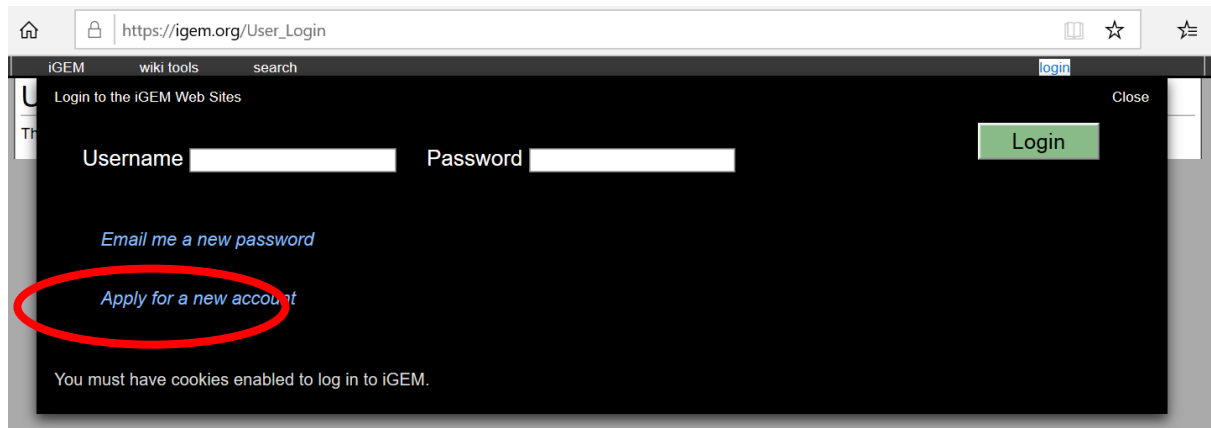 https://igem.org/User_Login
iGEM wiki tools search login
U
Login to the iGEM Web Sites Close
Th
Username Password Login
Email me a new password
Apply for a new account
You must have cookies enabled to log in to iGEM.